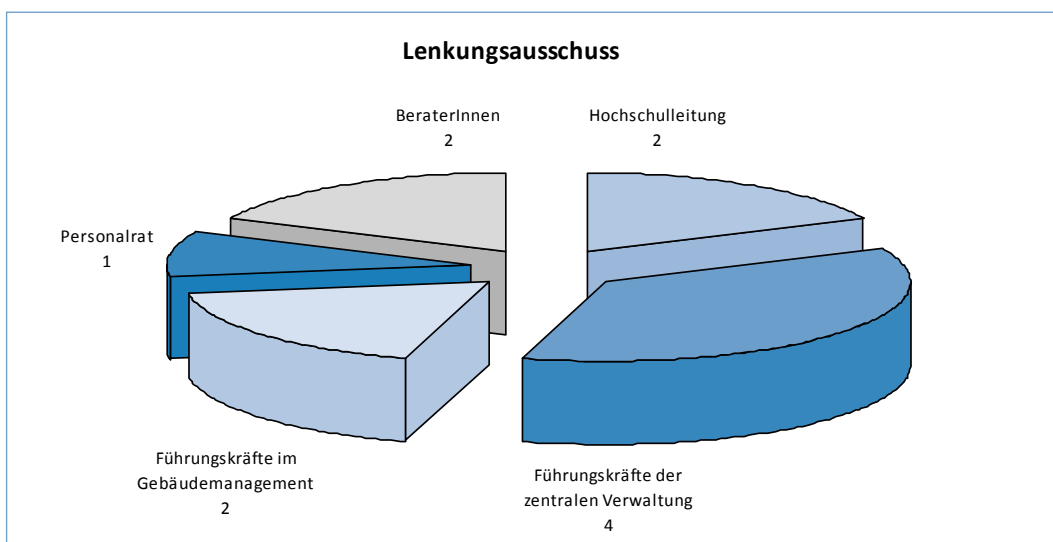 Lenkungsausschuss
BeraterInnen
2
Hochschulleitung
2
Personalrat
1
Führungskräfte im
Gebäudemanagement
2
Führungskräfte der
zentralen Verwaltung
4